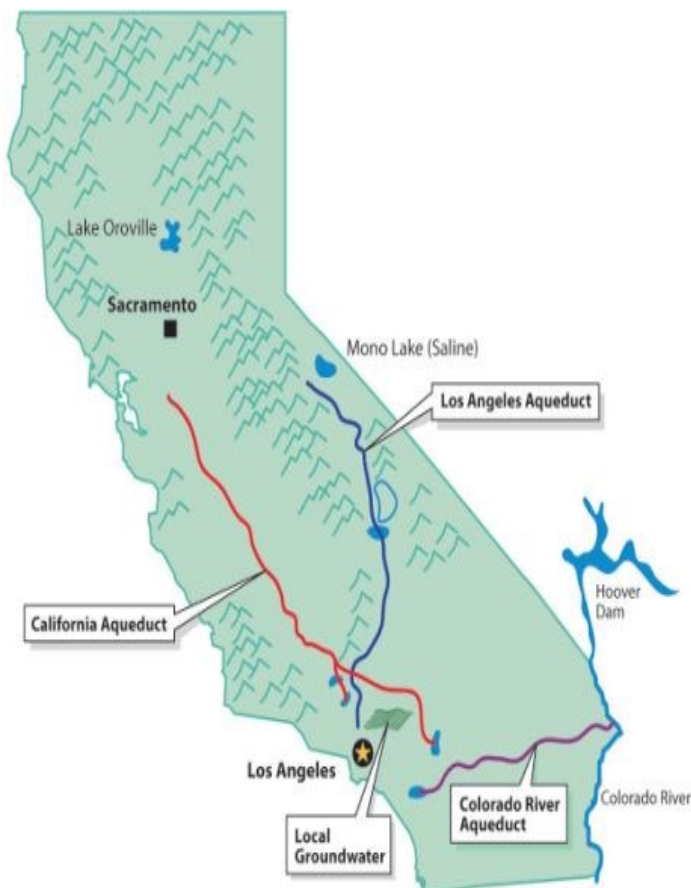 Lake Oroville
Sacramento
Mono Lake (Saline)
Los Angeles Aqueduct
Hoover
Dam
California Aqueduct
Los Angeles
Colorado River
Aqueduct
Colorado River
Local
Groundwater